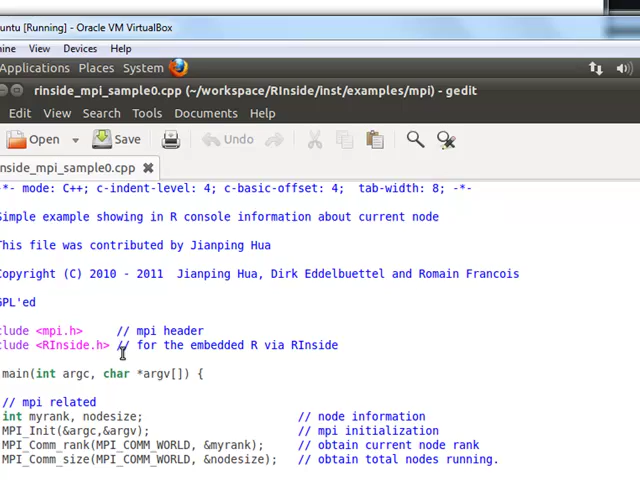 untu [Running] - Oracle VM VirtualBox
ine View Devices Help
Applications Places System
rinside_mpi_sample0.cpp (~/workspace/RInside/inst/examples/mpi) - gedit
Edit View Search Tools Documents Help
Open Save Undo
nside_mpi_sample0.cpp
-*- mode: C++; c-indent-level: 4; c-basic-offset: 4; tab-width: 8; -*-
Simple example showing in R console information about current node
This file was contributed by Jianping Hua
Copyright (C) 2010 - 2011 Jianping Hua, Dirk Eddelbuettel and Romain Francois
GPL'ed
clude <mpi.h> // mpi header
clude <RInside.h> // for the embedded R via RInside
main(int argc, char *argv[]) {
// mpi related
int myrank, nodesize; // node information
MPI_Init(&argc,&argv); // mpi initialization
MPI_Comm_rank(MPI_COMM_WORLD, &myrank); // obtain current node rank
MPI_Comm_size(MPI_COMM_WORLD, &nodesize); // obtain total nodes running.